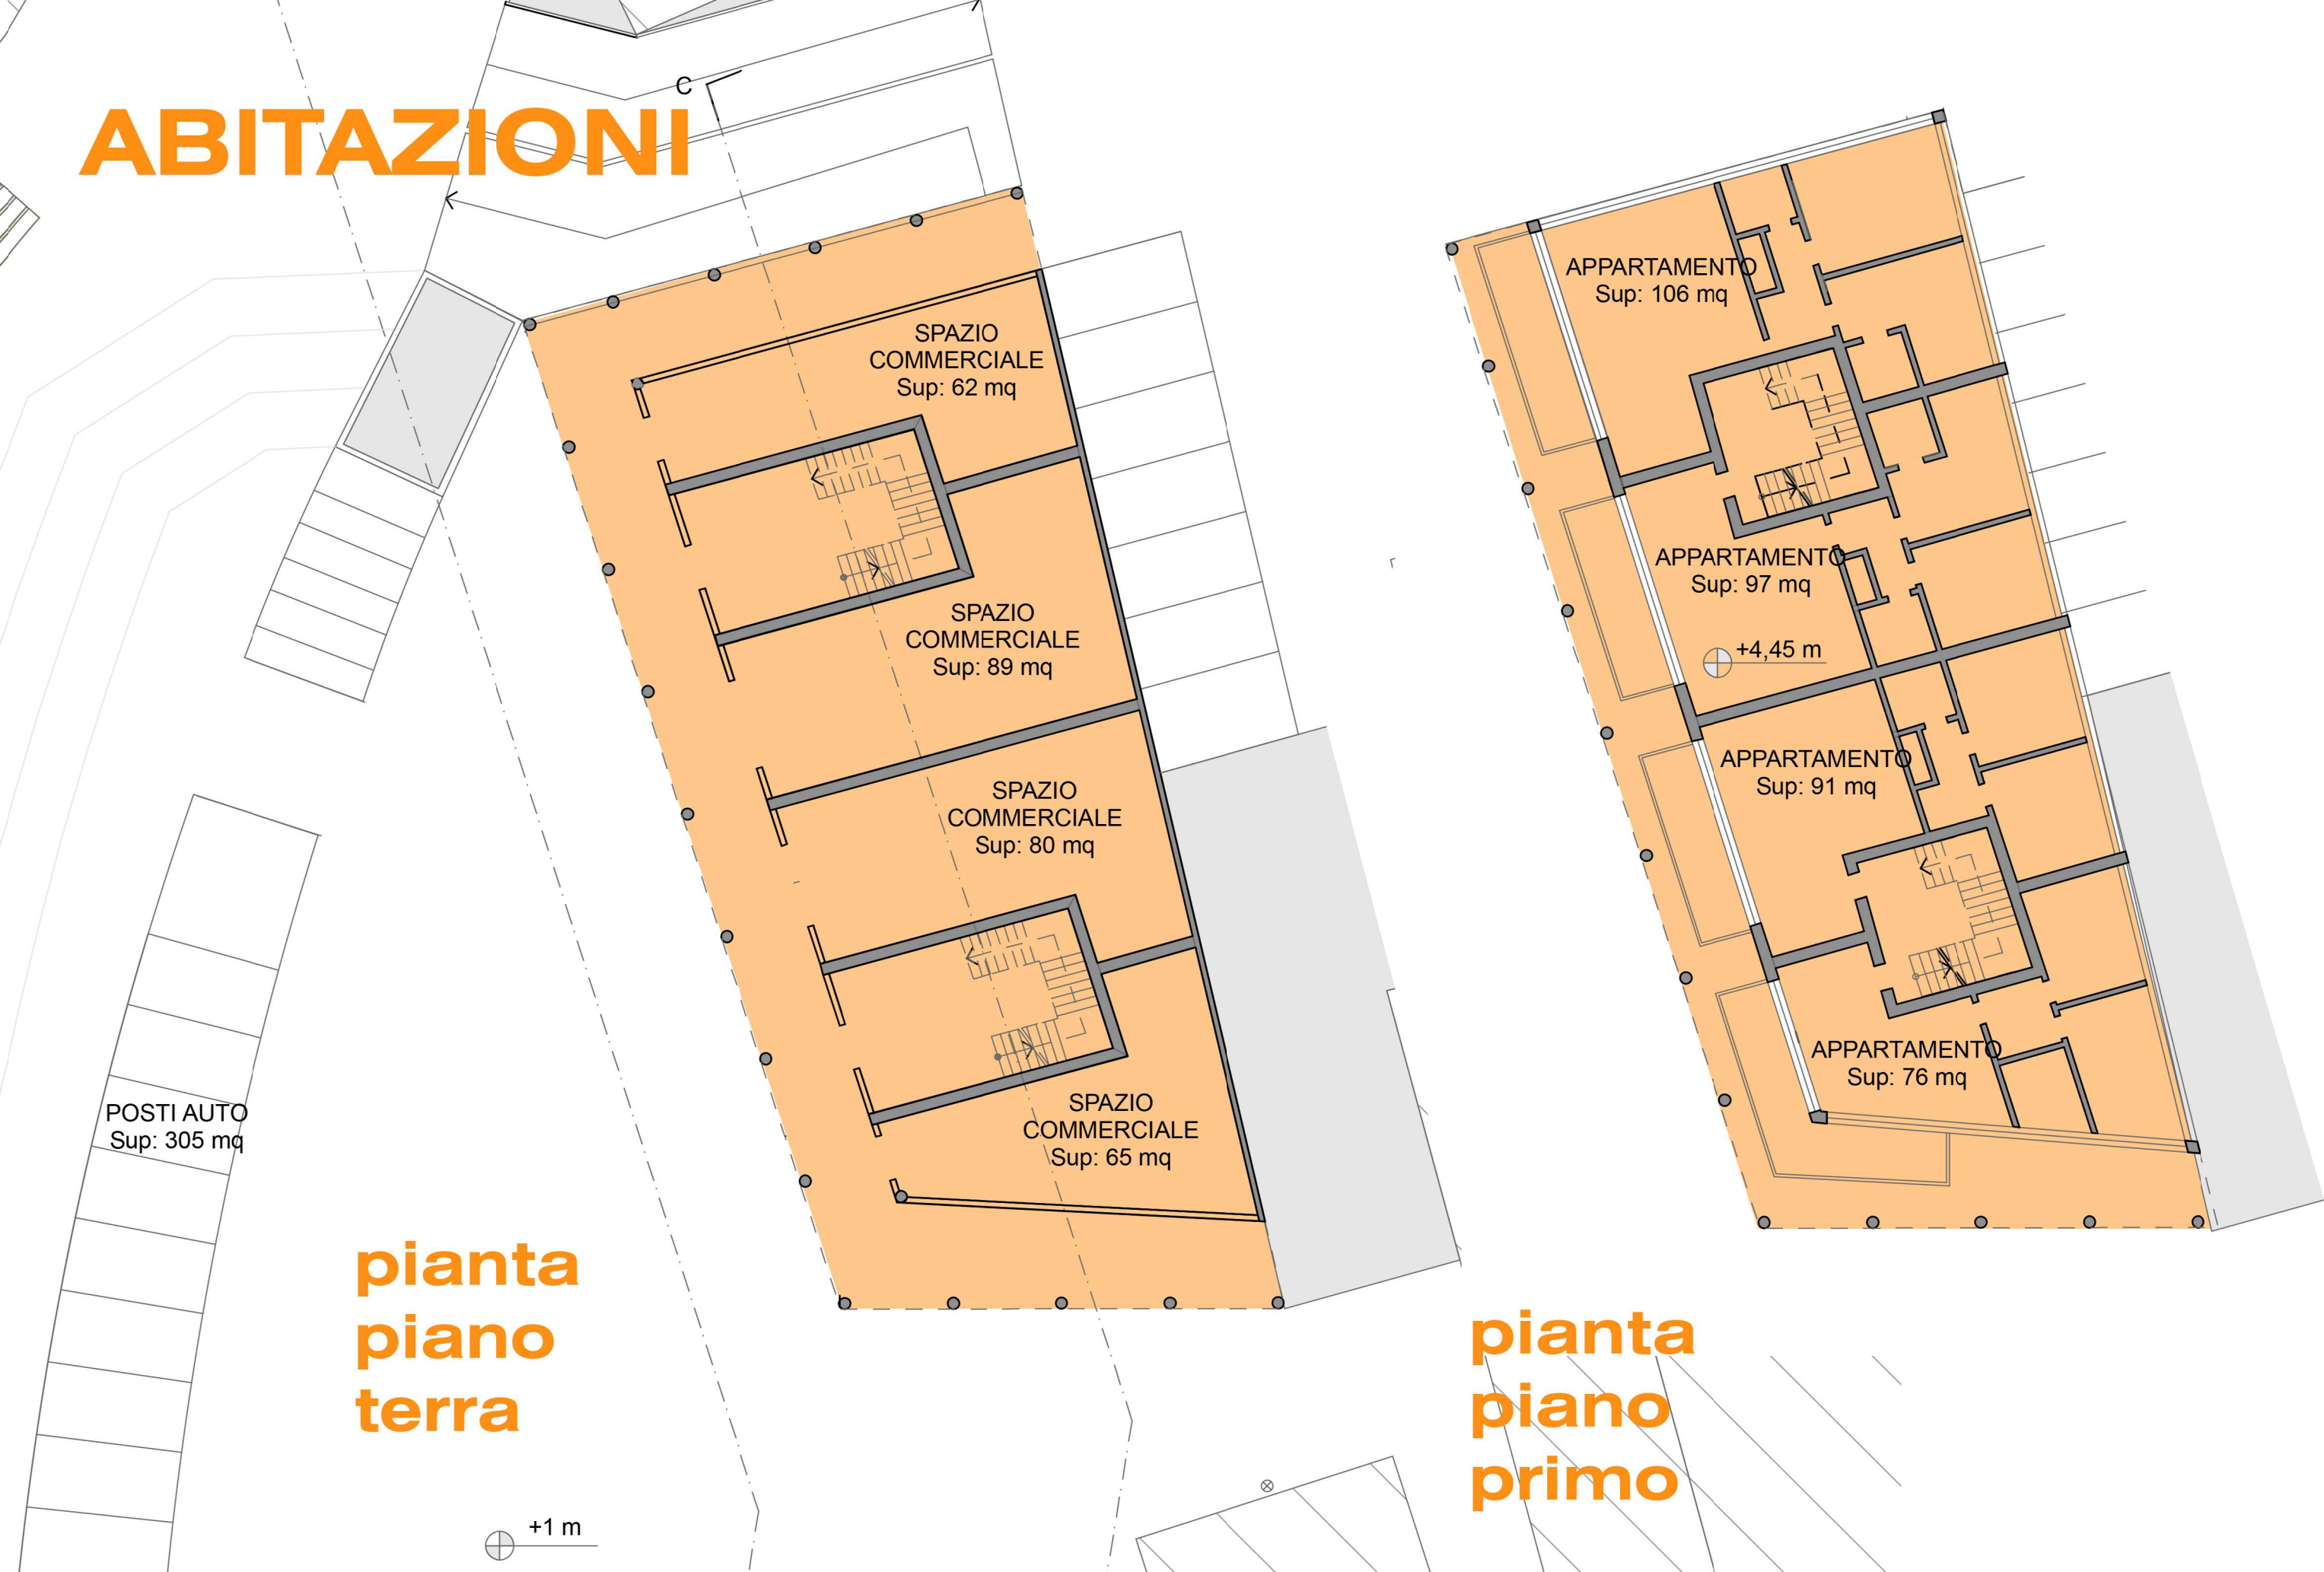 ABITAZIONI
C
SPAZIO
COMMERCIALE
Sup: 62 mq
SPAZIO
COMMERCIALE
Sup: 89 mq
SPAZIO
COMMERCIALE
Sup: 80 mq
SPAZIO
COMMERCIALE
Sup: 65 mq
POSTI AUTO
Sup: 305 mq
pianta
piano
terra
+1 m
APPARTAMENTO
Sup: 106 mq
APPARTAMENTO
Sup: 97 mq
+4,45 m
APPARTAMENTO
Sup: 91 mq
APPARTAMENTO
Sup: 76 mq
pianta
piano
primo